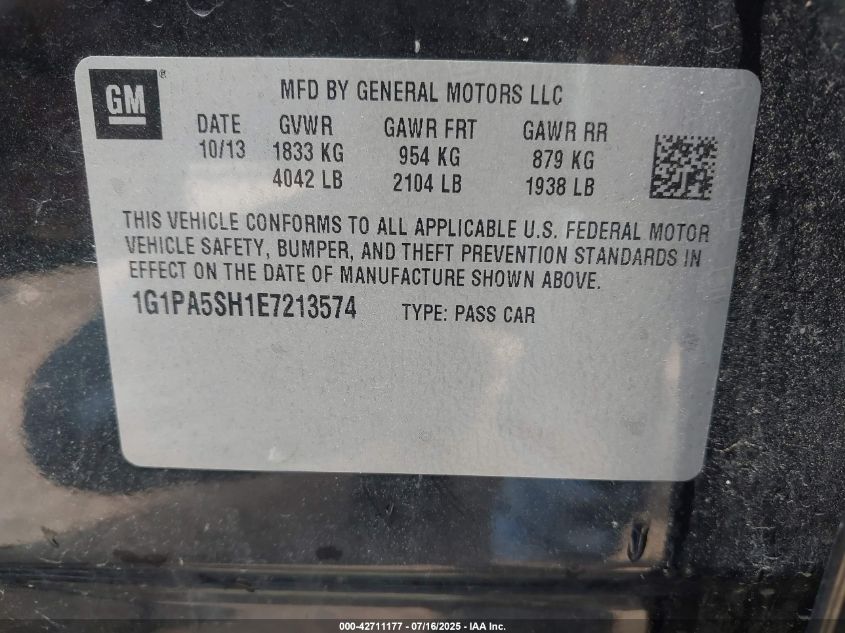 GM ®
MFD BY GENERAL MOTORS LLC
DATE GVWR GAWR FRT GAWR RR
10/13 1833 KG 954 KG 879 KG
4042 LB 2104 LB 1938 LB
THIS VEHICLE CONFORMS TO ALL APPLICABLE U.S. FEDERAL MOTOR
VEHICLE SAFETY, BUMPER, AND THEFT PREVENTION STANDARDS IN
EFFECT ON THE DATE OF MANUFACTURE SHOWN ABOVE.
1G1PA5SH1E7213574 TYPE: PASS CAR
000-42711177 - 07/16/2025 - IAA Inc.